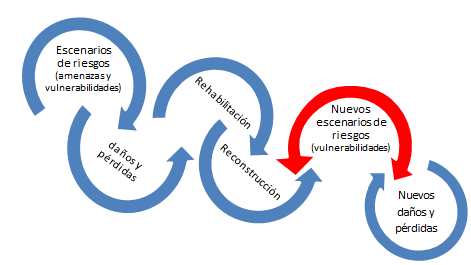 Escenarios
de riesgos
(amenazas y
vulnerabilidades)
daños y
pérdidas
Rehabilitación
Reconstrucción
Nuevos
escenarios de
riesgos
(vulnerabilidades)
Nuevos
daños y
pérdidas